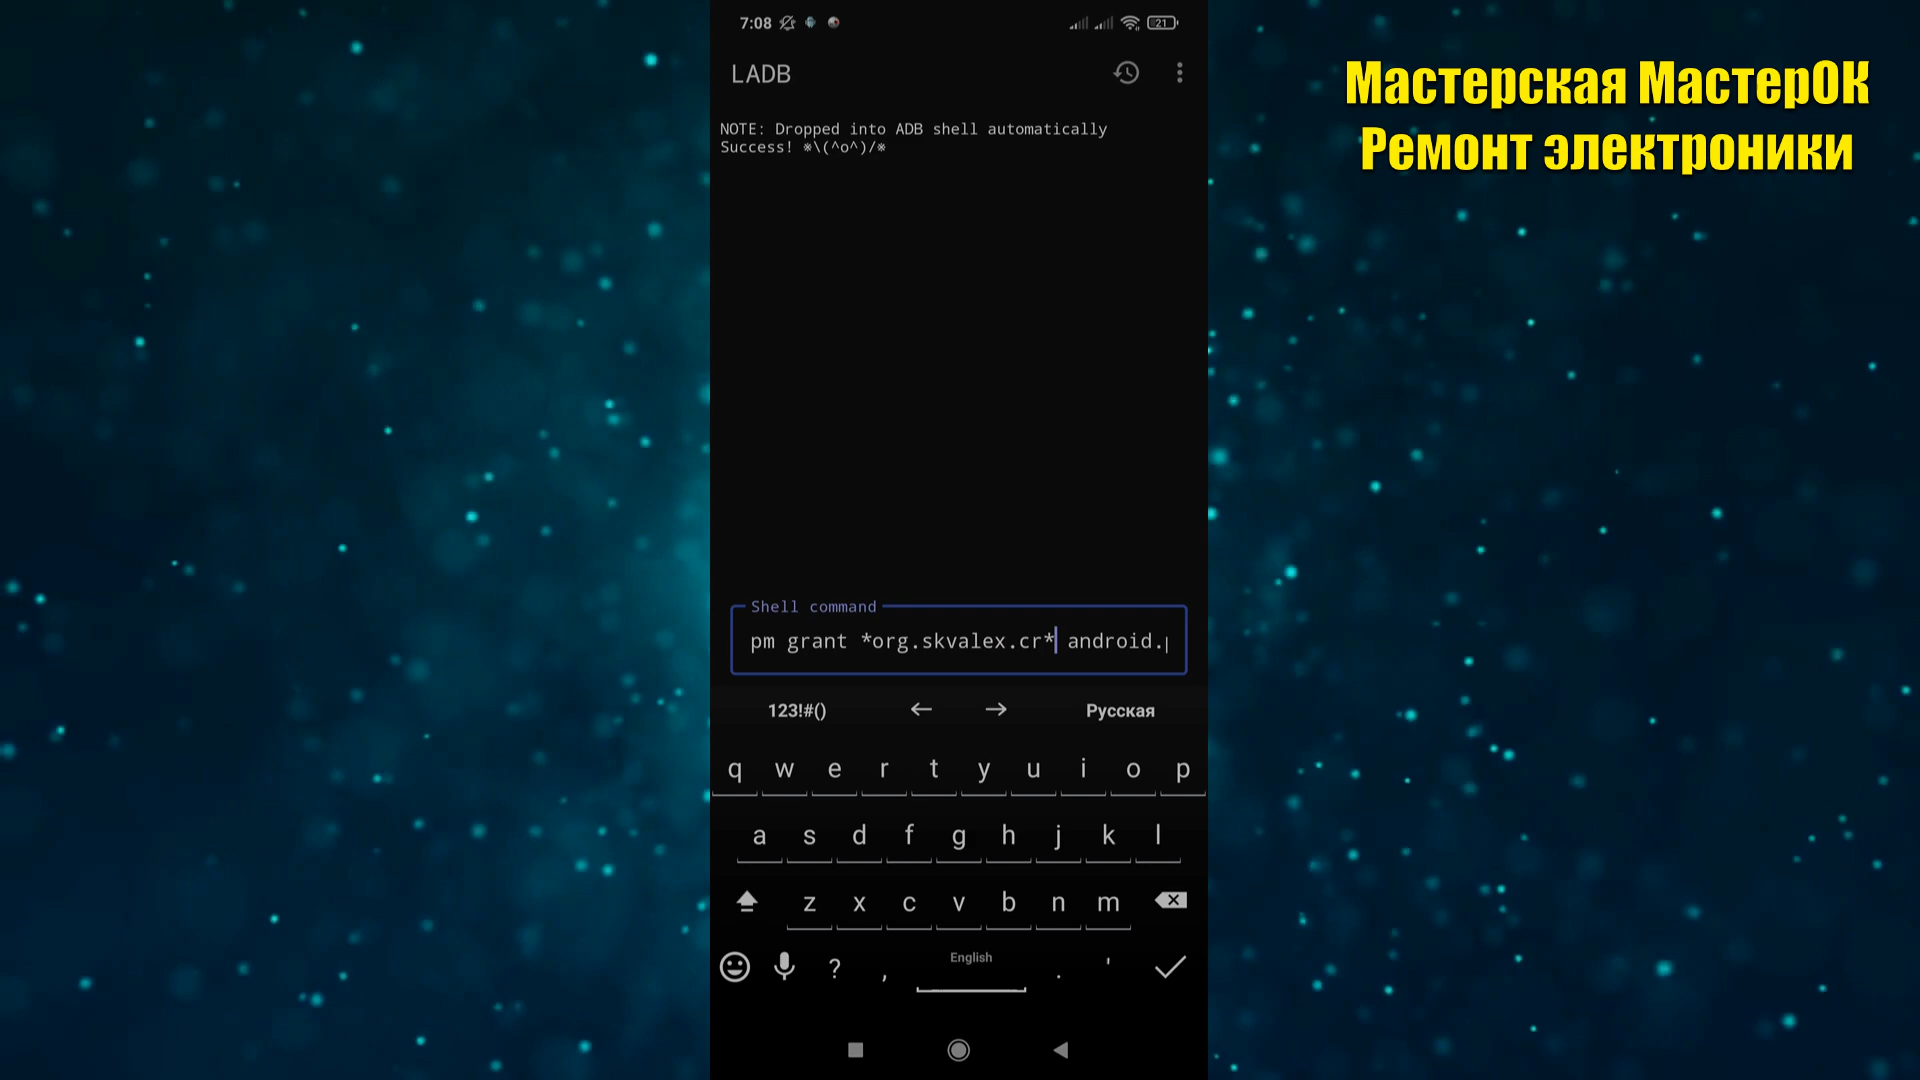 7:08
21
LADB
Мастерская МастерОК
Ремонт электроники
NOTE: Dropped into ADB shell automatically
Success! ※\(^o^)/※
Shell command
pm grant *org.skvalex.cr* android.p
123!#() ← → Русская
q w e r t y u i o p
a s d f g h j k l
z x c v b n m
? , English . '